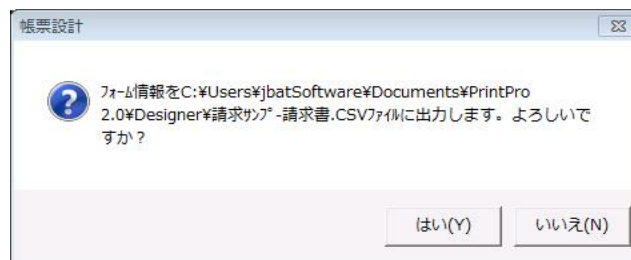 帳票設計
ﾌｫｰﾑ情報をC:¥Users¥jbatSoftware¥Documents¥PrintPro
2.0¥Designer¥請求ｻﾝﾌﾟ-請求書.CSVﾌｧｲﾙに出力します。よろしいで
すか？
はい(Y)
いいえ(N)